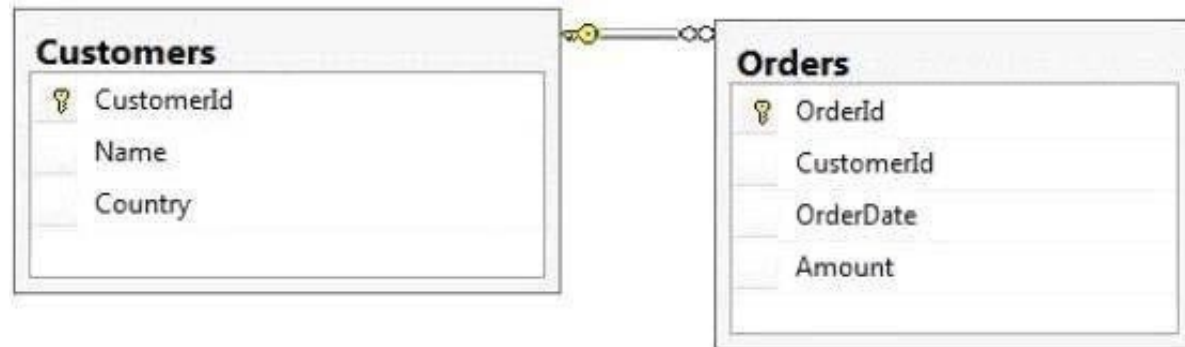 Customers
CustomerId
Name
Country
Orders
OrderId
CustomerId
OrderDate
Amount